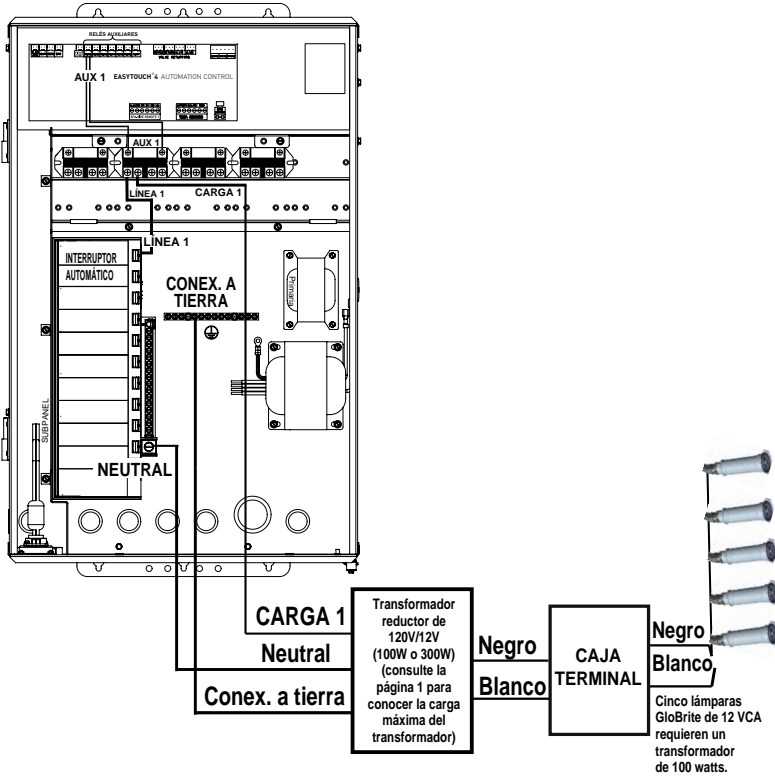 RELÉS AUXILIARES
AUX 1
EASYTOUCH®4 AUTOMATION CONTROL
VALVE ACTUATORS
AUX 1
LÍNEA 1
CARGA 1
LÍNEA 1
INTERRUPTOR
AUTOMÁTICO
CONEX. A
TIERRA
Primario
SUBPANEL
NEUTRAL
CARGA 1
Neutral
Conex. a tierra
Transformador
reductor de
120V/12V
(100W o 300W)
(consulte la
página 1 para
conocer la carga
máxima del
transformador)
Negro
Blanco
CAJA
TERMINAL
Negro
Blanco
Cinco lámparas
GloBrite de 12 VCA
requieren un
transformador
de 100 watts.